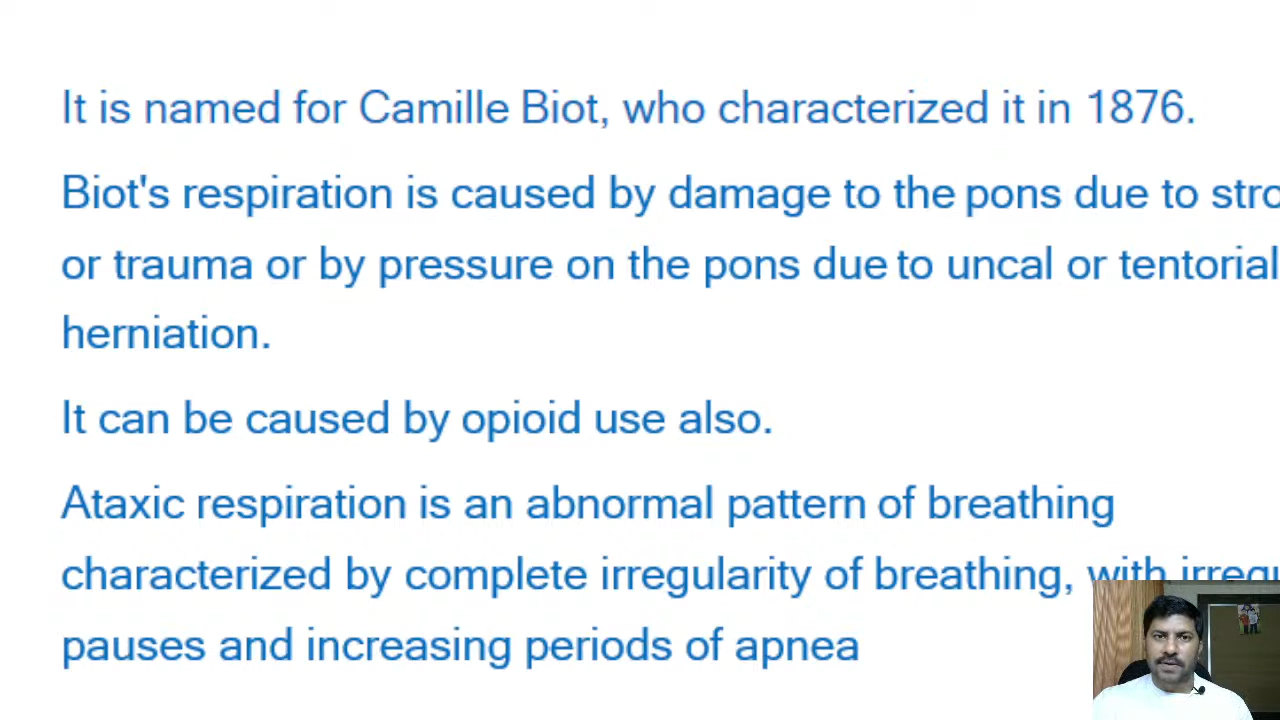 It is named for Camille Biot, who characterized it in 1876.
Biot's respiration is caused by damage to the pons due to
or trauma or by pressure on the pons due to uncal or tentorial
herniation.
It can be caused by opioid use also.
Ataxic respiration is an abnormal pattern of breathing
characterized by complete irregularity of breathing, with
pauses and increasing periods of apnea